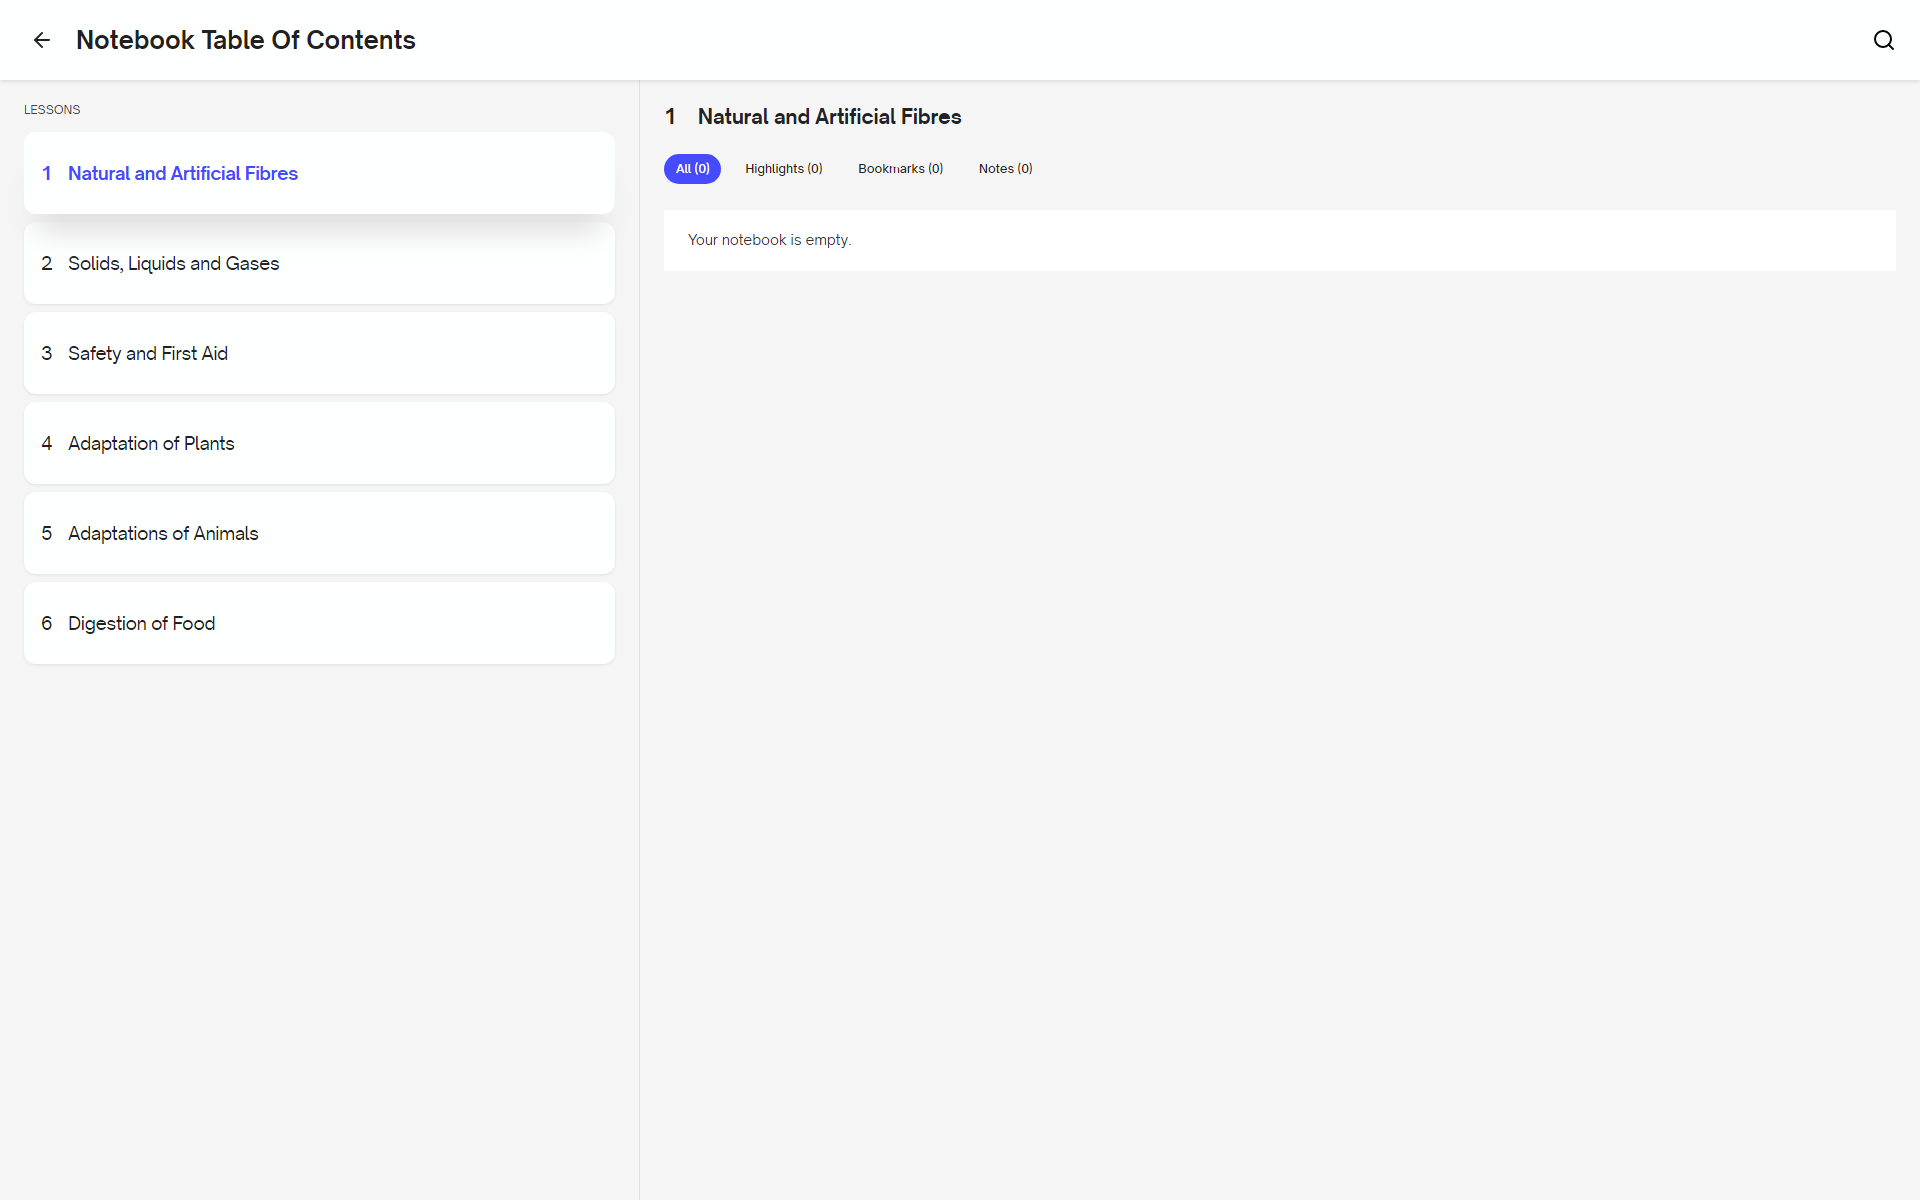 Notebook Table Of Contents
LESSONS
1 Natural and Artificial Fibres
2 Solids, Liquids and Gases
3 Safety and First Aid
4 Adaptation of Plants
5 Adaptations of Animals
6 Digestion of Food
1 Natural and Artificial Fibres
All (0) Highlights (0) Bookmarks (0) Notes (0)
Your notebook is empty.